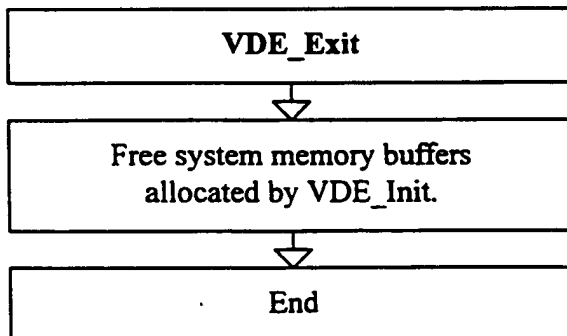 VDE_Exit
Free system memory buffers
allocated by VDE_Init.
End